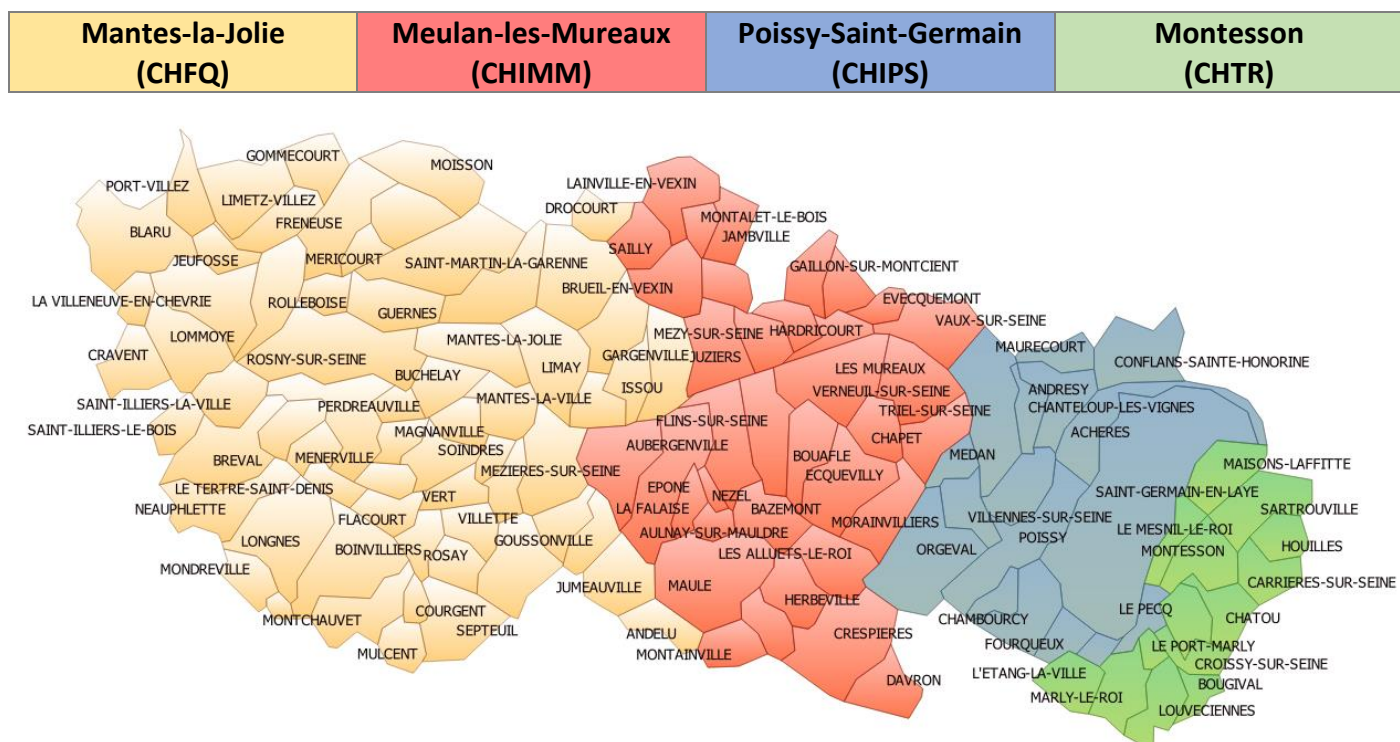 Mantes-la-Jolie
(CHFQ)
Meulan-les-Mureaux
(CHIMM)
Poissy-Saint-Germain
(CHIPS)
Montesson
(CHTR)
GOMMECOURT
MOISSON
PORT-VILLEZ
LIMETZ-VILLEZ
LAINVILLE-EN-VEXIN
DROCOURT
FRENEUSE
MONTALET-LE-BOIS
BLARU
JAMBVILLE
SAILLY
JEUFOSSE
MERICOURT
SAINT-MARTIN-LA-GARENNE
GAILLON-SUR-MONTCIENT
BRUEIL-EN-VEXIN
LA VILLENEUVE-EN-CHEVRIE
ROLLEBOISE
EVECQUEMONT
GUERNES
VAUX-SUR-SEINE
LOMMOYE
MANTES-LA-JOLIE
MEZY-SUR-SEINE
HARDRICOURT
MAURECOURT
CRAVENT
ROSNY-SUR-SEINE
GARGENVILLE
JUZIERS
CONFLANS-SAINTE-HONORINE
BUCHELAY
LIMAY
LES MUREAUX
ISSOU
VERNEUIL-SUR-SEINE
ANDRESY
SAINT-ILLIERS-LA-VILLE
PERDREAUVILLE
MANTES-LA-VILLE
TRIEL-SUR-SEINE
CHANTELOUP-LES-VIGNES
SAINT-ILLIERS-LE-BOIS
MAGNANVILLE
FLINS-SUR-SEINE
ACHERES
SOINDRES
AUBERGENVILLE
CHAPET
BREVAL
MENERVILLE
BOUAFLE
MEDAN
MEZIERES-SUR-SEINE
ECQUEVILLY
MAISONS-LAFFITTE
LE TERTRE-SAINT-DENIS
VERT
EPONE
NEZEL
SAINT-GERMAIN-EN-LAYE
NEAUPHLETTE
LA FALAISE
BAZEMONT
SARTROUVILLE
FLACOURT
VILLETTE
MORAINVILLIERS
VILLENNES-SUR-SEINE
LE MESNIL-LE-ROI
AULNAY-SUR-MAULDRE
LONGNES
GOUSSONVILLE
POISSY
BOINVILLIERS
ROSAY
LES ALLUETS-LE-ROI
ORGEVAL
MONTESSON
HOUILLES
MONDREVILLE
JUMEAUVILLE
MAULE
CARRIERES-SUR-SEINE
HERBEVILLE
COURGENT
LE PECQ
MONTCHAUVET
CHAMBOURCY
CHATOU
SEPTEUIL
ANDELU
CRESPIERES
FOURQUEUX
LE PORT-MARLY
MULCENT
MONTAINVILLE
CROISSY-SUR-SEINE
L'ETANG-LA-VILLE
DAVRON
BOUGIVAL
MARLY-LE-ROI
LOUVECIENNES